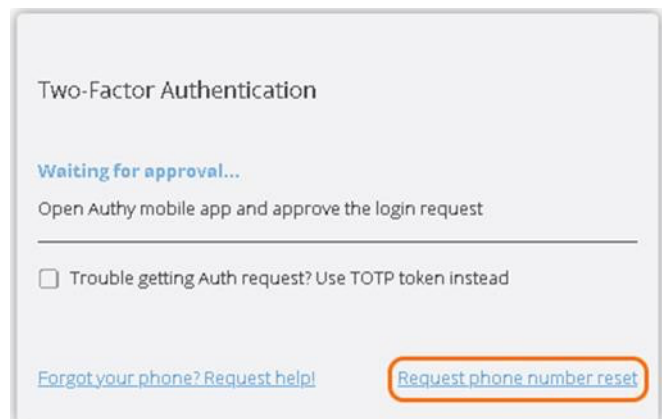 Two-Factor Authentication
Waiting for approval...
Open Authy mobile app and approve the login request
Trouble getting Auth request? Use TOTP token instead
Forgot your phone? Request help! Request phone number reset